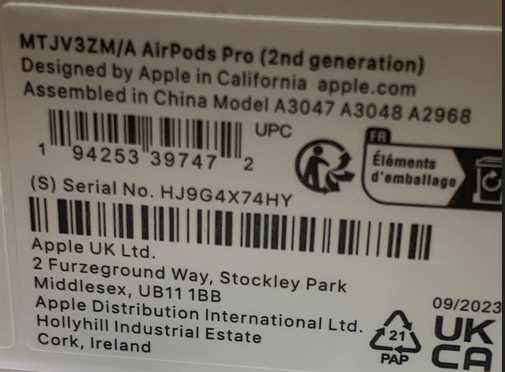 MTJV3ZM/A AirPods Pro (2nd generation)
Designed by Apple in California apple.com
Assembled in China Model A3047 A3048 A2968
UPC
1 94253 39747 2
FR
Éléments
d'emballage
(S) Serial No. HJ9G4X74HY
Apple UK Ltd.
2 Furzeground Way, Stockley Park
Middlesex, UB11 1BB
Apple Distribution International Ltd.
Hollyhill Industrial Estate
Cork, Ireland
21
PAP
09/2023
UK
CA